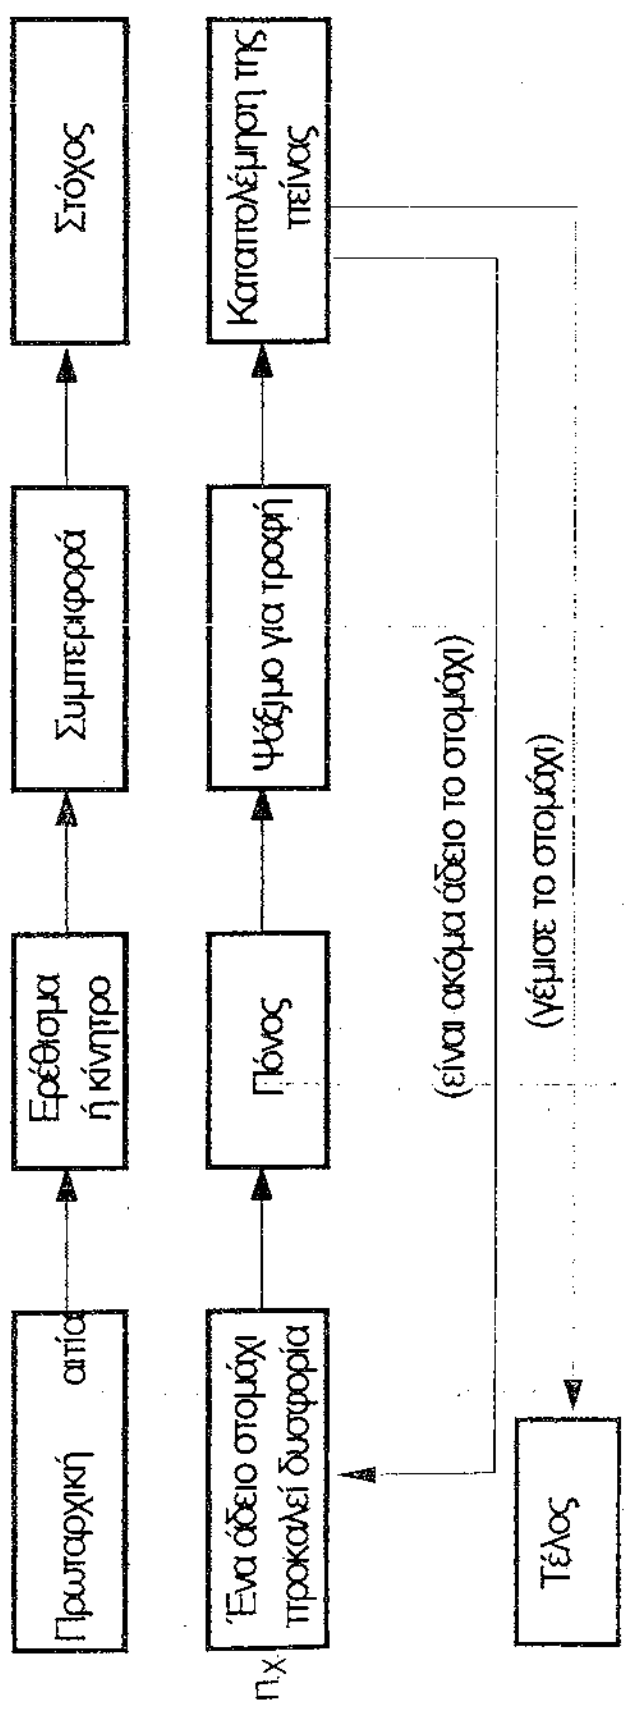 Πρωταρχική αιτία
Ερέθισμα
ή κίνητρο
Συμπεριφορά
Στόχος
π.χ.
Ένα άδειο στομάχι
προκαλεί δυσφορία
Πόνος
Ψάξιμο για τροφή
Καταπολέμηση της
πείνας
(είναι ακόμα άδειο το στομάχι)
(γέμισε το στομάχι)
Τέλος